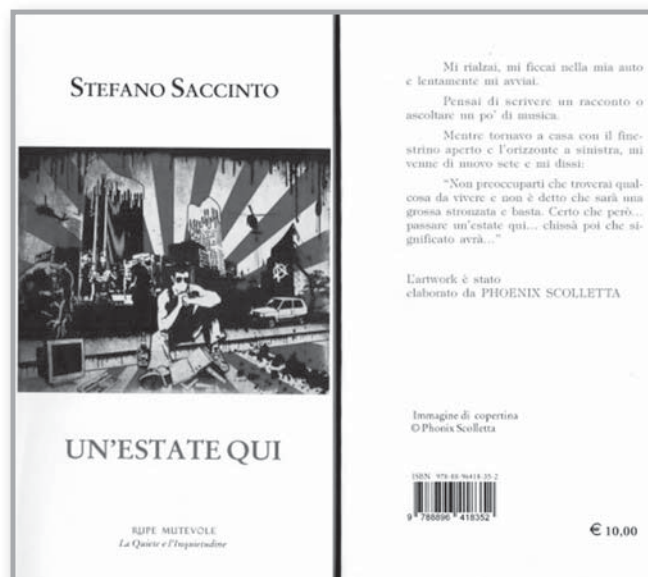 STEFANO SACCINTO
UN'ESTATE QUI
RUPE MUTEVOLE
La Quiete e l'Inquietudine
Mi rialzai, mi ficcai nella mia auto
e lentamente mi avviai.
Pensai di scrivere un racconto o
ascoltare un po' di musica.
Mentre tornavo a casa con il fine-
strino aperto e l'orizzonte a sinistra, mi
venne di nuovo sete e mi dissi:
"Non preoccuparti che troverai qual-
cosa da vivere e non è detto che sarà una
grossa stronzata e basta. Certo che però...
passare un'estate qui... chissà poi che si-
gnificato avrà..."
L'artwork è stato
elaborato da PHOENIX SCOLLETTA
Immagine di copertina
© Phonix Scolletta
ISBN 978-88-96418-35-2
9 788896 418352
€ 10,00